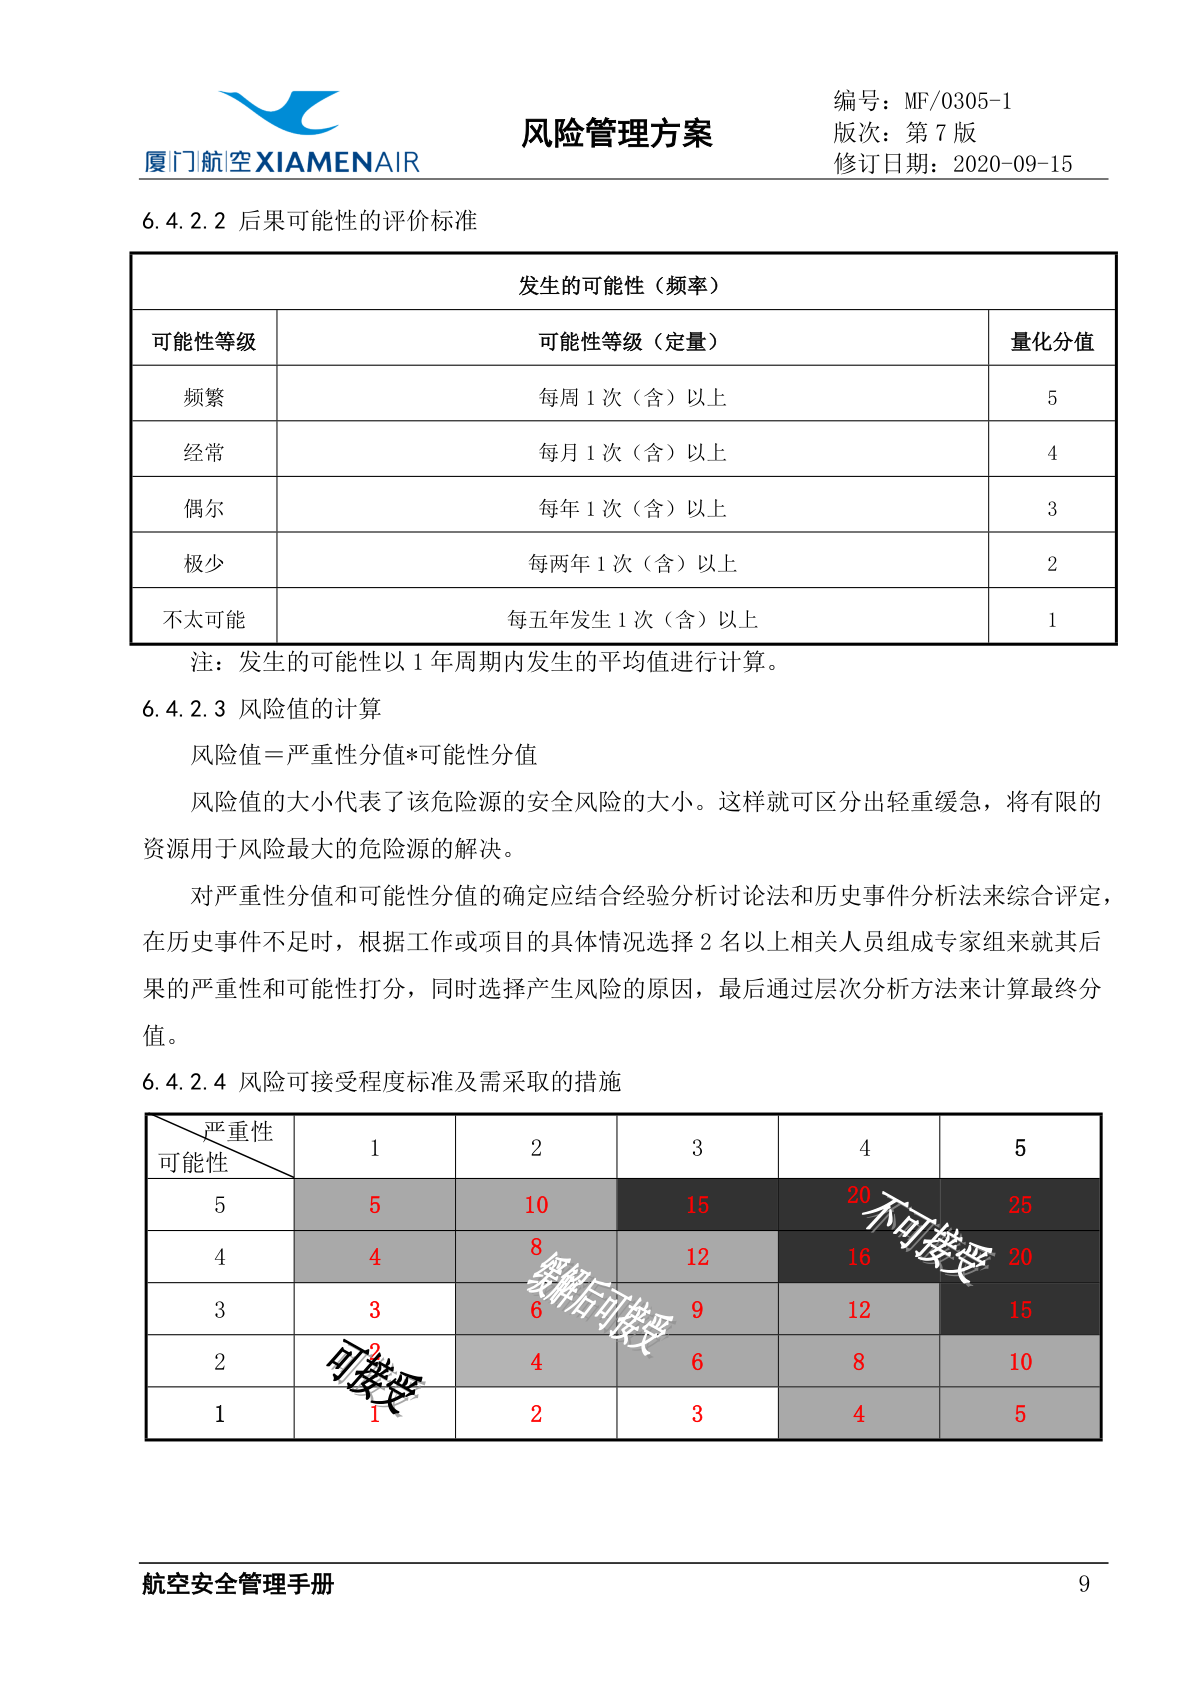 厦门航空 XIAMENAIR
风险管理方案
编号：MF/0305-1
版次：第 7 版
修订日期：2020-09-15
6.4.2.2 后果可能性的评价标准
发生的可能性（频率）
可能性等级 可能性等级（定量） 量化分值
频繁 每周 1 次（含）以上 5
经常 每月 1 次（含）以上 4
偶尔 每年 1 次（含）以上 3
极少 每两年 1 次（含）以上 2
不太可能 每五年发生 1 次（含）以上 1
注：发生的可能性以 1 年周期内发生的平均值进行计算。
6.4.2.3 风险值的计算
风险值＝严重性分值*可能性分值
风险值的大小代表了该危险源的安全风险的大小。这样就可区分出轻重缓急，将有限的
资源用于风险最大的危险源的解决。
对严重性分值和可能性分值的确定应结合经验分析讨论法和历史事件分析法来综合评定，
在历史事件不足时，根据工作或项目的具体情况选择 2 名以上相关人员组成专家组来就其后
果的严重性和可能性打分，同时选择产生风险的原因，最后通过层次分析方法来计算最终分
值。
6.4.2.4 风险可接受程度标准及需采取的措施
严重性
可能性 1 2 3 4 5
5 5 10 15 20 25
不可接受
4 4 8 12 16 20
缓解后可接受
3 3 6 9 12 15
2 2 4 6 8 10
可接受
1 1 2 3 4 5
航空安全管理手册 9